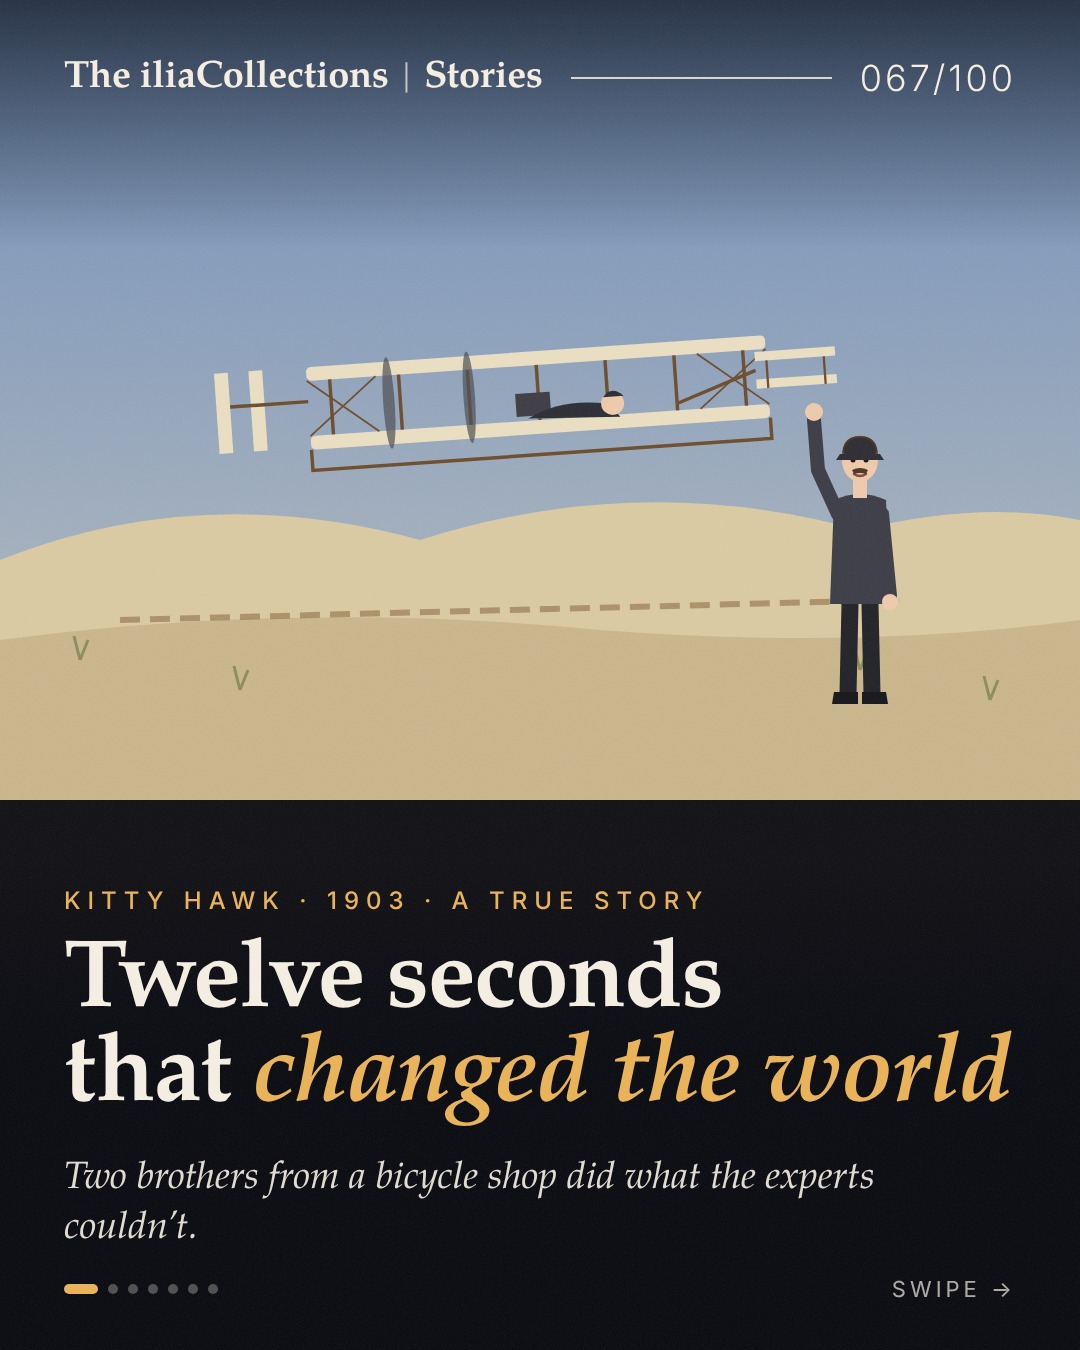 The iliaCollections | Stories 067/100
KITTY HAWK · 1903 · A TRUE STORY
Twelve seconds
that changed the world
Two brothers from a bicycle shop did what the experts
couldn’t.
SWIPE →